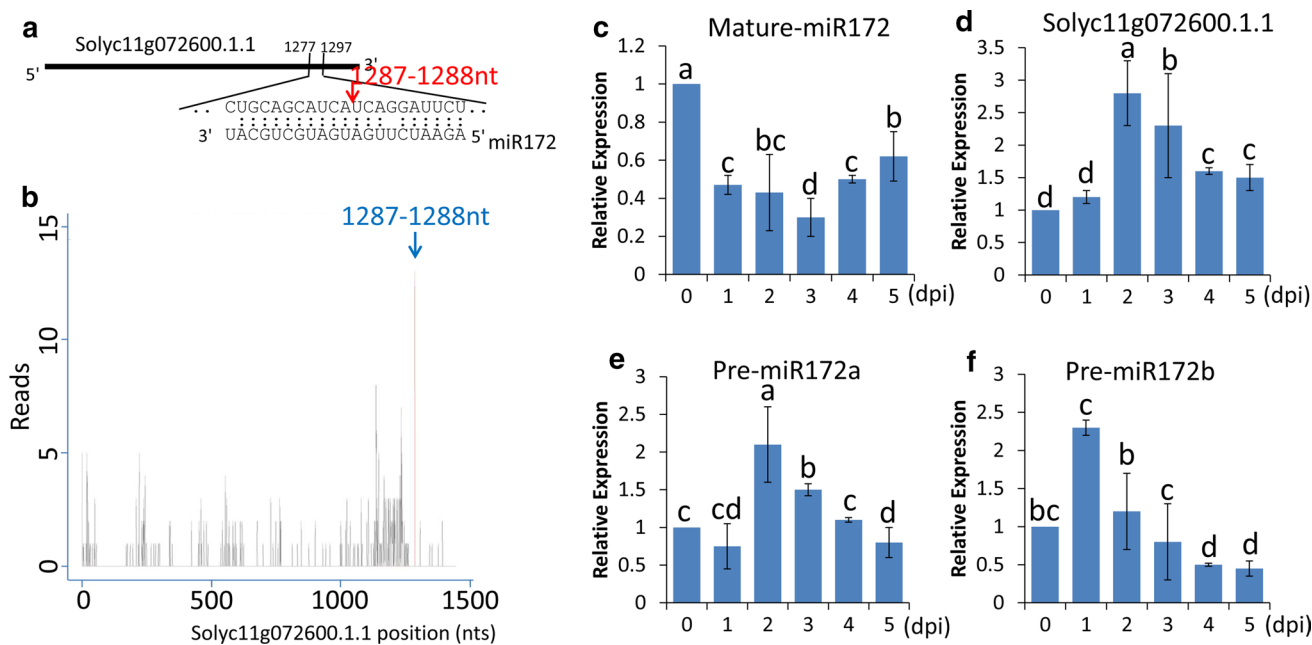 a
Solyc11g072600.1.1
1277 1297
5' 3'
1287-1288nt
.. CUGCAGCAUCAUCAGGAUUCU..
3' UACGUCGUAGUAGUUCUAAGA 5' miR172
b
1287-1288nt
15
10
5
0
Reads
0 500 1000 1500
Solyc11g072600.1.1 position (nts)
c
Mature-miR172
Relative Expression
1.2
1
0.8
0.6
0.4
0.2
0
a c bc d c b
0 1 2 3 4 5 (dpi)
d
Solyc11g072600.1.1
Relative Expression
3.5
3
2.5
2
1.5
1
0.5
0
d d a b c c
0 1 2 3 4 5 (dpi)
e
Pre-miR172a
Relative Expression
3
2.5
2
1.5
1
0.5
0
c cd a b c d
0 1 2 3 4 5 (dpi)
f
Pre-miR172b
Relative Expression
3
2.5
2
1.5
1
0.5
0
bc c b c d d
0 1 2 3 4 5 (dpi)